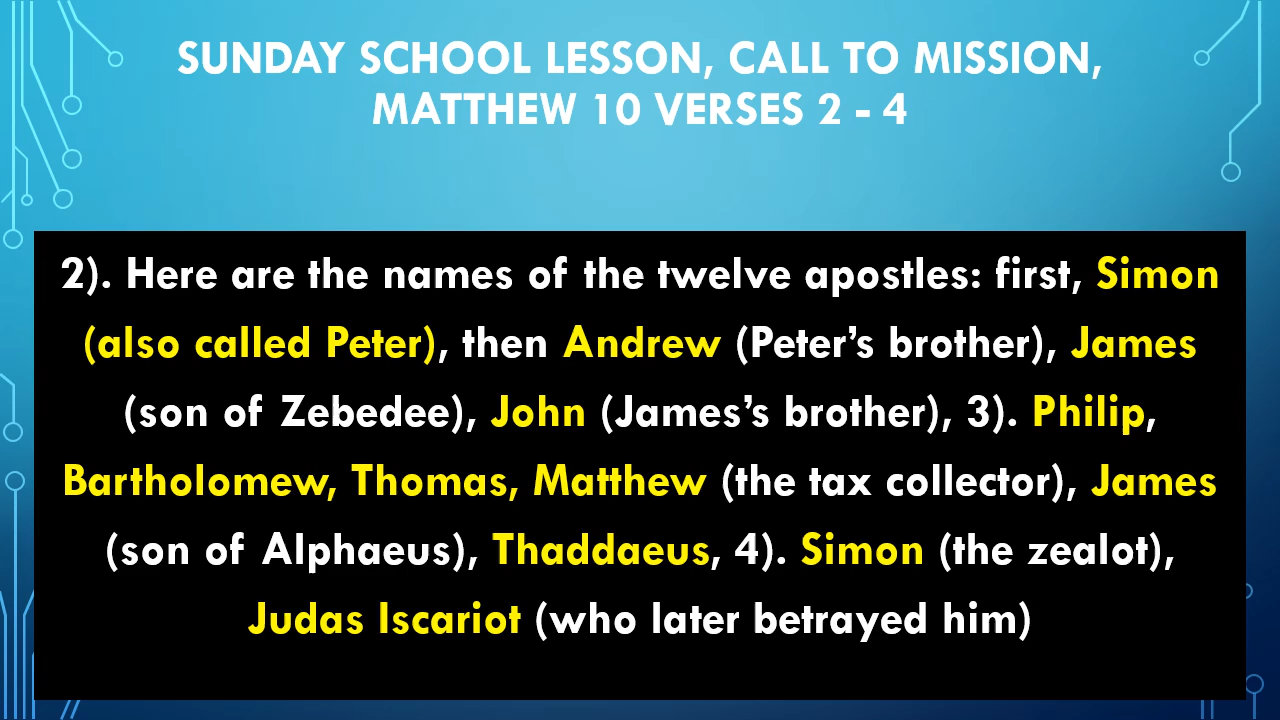 SUNDAY SCHOOL LESSON, CALL TO MISSION,
MATTHEW 10 VERSES 2 - 4
2). Here are the names of the twelve apostles: first, Simon
(also called Peter), then Andrew (Peter’s brother), James
(son of Zebedee), John (James’s brother), 3). Philip,
Bartholomew, Thomas, Matthew (the tax collector), James
(son of Alphaeus), Thaddaeus, 4). Simon (the zealot),
Judas Iscariot (who later betrayed him)